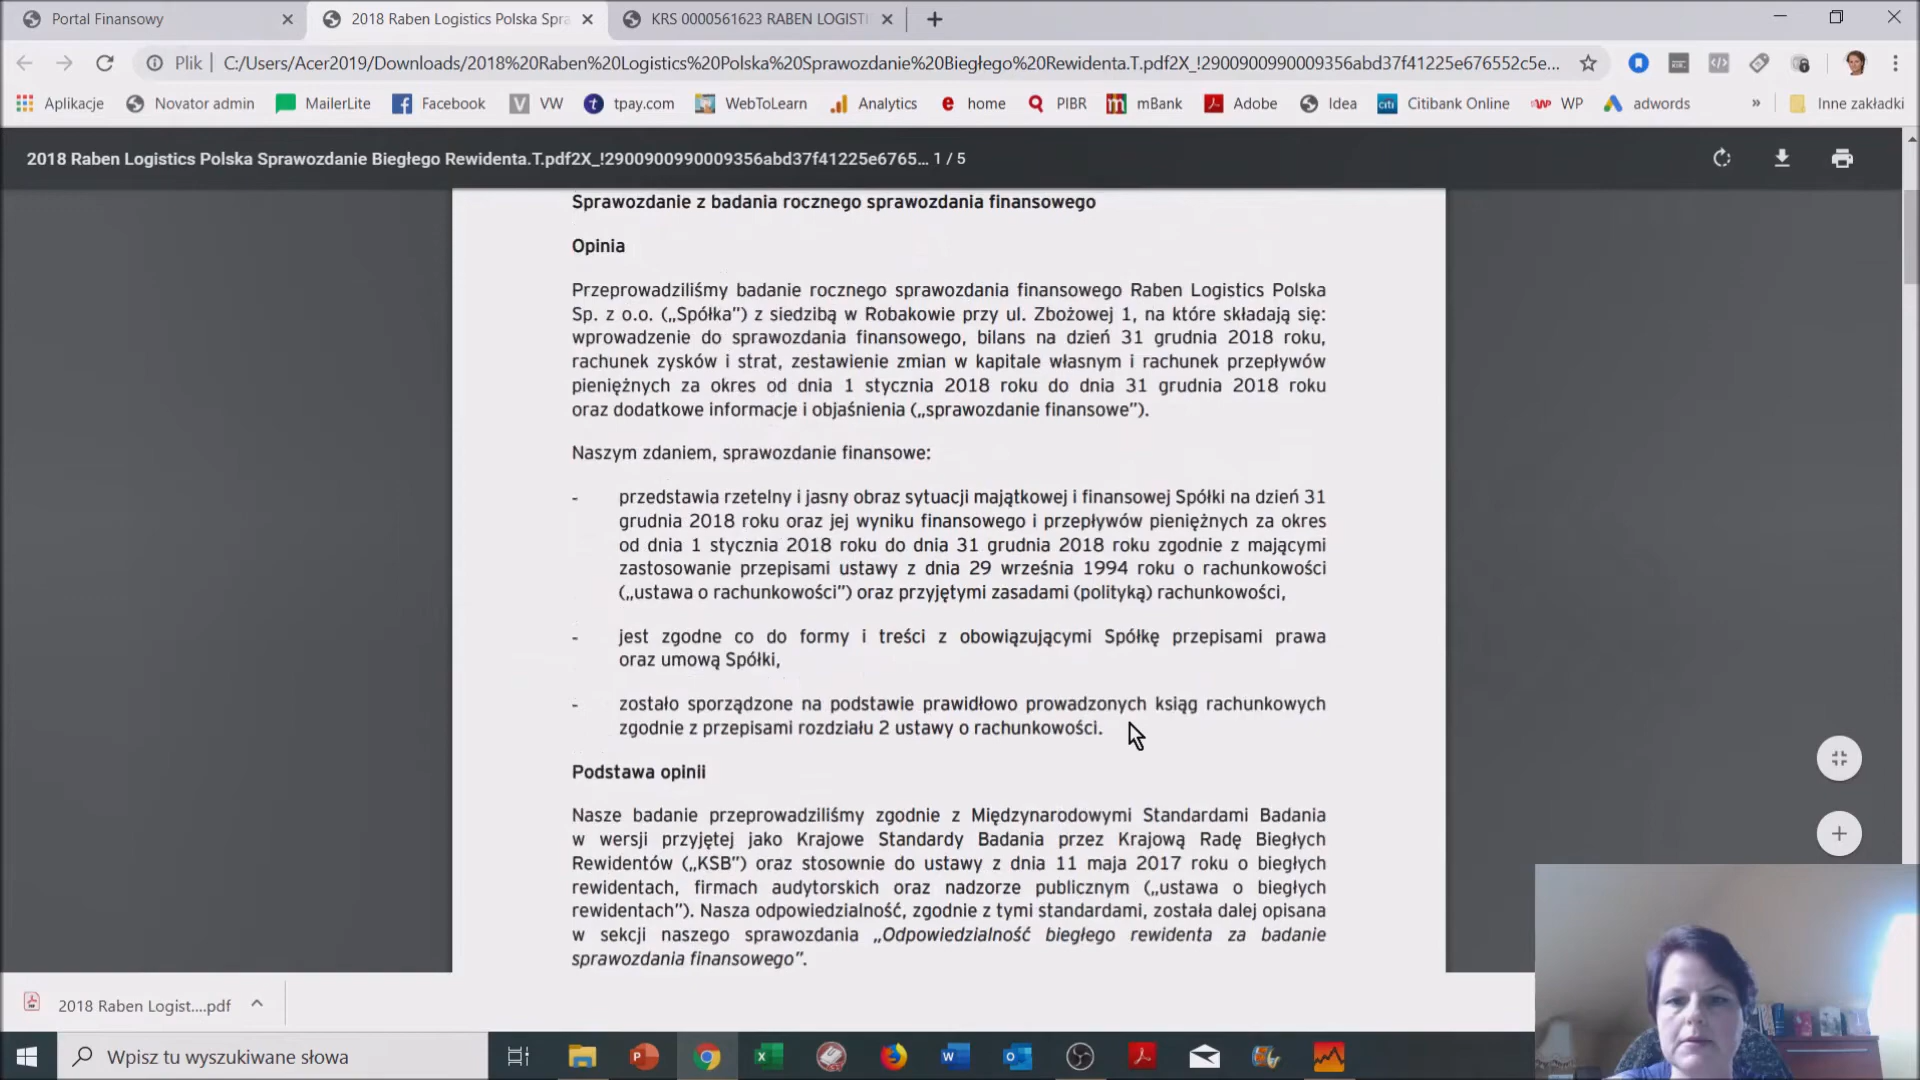 Portal Finansowy
2018 Raben Logistics Polska Spra
KRS 0000561623 RABEN LOGISTI
Plik
C:/Users/Acer2019/Downloads/2018%20Raben%20Logistics%20Polska%20Sprawozdanie%20Biegłego%20Rewidenta.T.pdf2X_!2900900990009356abd37f41225e676552c5e...
Aplikacje
Novator admin
MailerLite
Facebook
VW
tpay.com
WebToLearn
Analytics
home
PIBR
mBank
Adobe
Idea
Citibank Online
WP
adwords
»
Inne zakładki
2018 Raben Logistics Polska Sprawozdanie Biegłego Rewidenta.T.pdf2X_!2900900990009356abd37f41225e6765... 1 / 5
Sprawozdanie z badania rocznego sprawozdania finansowego
Opinia
Przeprowadziliśmy badanie rocznego sprawozdania finansowego Raben Logistics Polska
Sp. z o.o. („Spółka”) z siedzibą w Robakowie przy ul. Zbożowej 1, na które składają się:
wprowadzenie do sprawozdania finansowego, bilans na dzień 31 grudnia 2018 roku,
rachunek zysków i strat, zestawienie zmian w kapitale własnym i rachunek przepływów
pieniężnych za okres od dnia 1 stycznia 2018 roku do dnia 31 grudnia 2018 roku
oraz dodatkowe informacje i objaśnienia („sprawozdanie finansowe”).
Naszym zdaniem, sprawozdanie finansowe:
- przedstawia rzetelny i jasny obraz sytuacji majątkowej i finansowej Spółki na dzień 31
grudnia 2018 roku oraz jej wyniku finansowego i przepływów pieniężnych za okres
od dnia 1 stycznia 2018 roku do dnia 31 grudnia 2018 roku zgodnie z mającymi
zastosowanie przepisami ustawy z dnia 29 września 1994 roku o rachunkowości
(„ustawa o rachunkowości”) oraz przyjętymi zasadami (polityką) rachunkowości,
- jest zgodne co do formy i treści z obowiązującymi Spółkę przepisami prawa
oraz umową Spółki,
- zostało sporządzone na podstawie prawidłowo prowadzonych ksiąg rachunkowych
zgodnie z przepisami rozdziału 2 ustawy o rachunkowości.
Podstawa opinii
Nasze badanie przeprowadziliśmy zgodnie z Międzynarodowymi Standardami Badania
w wersji przyjętej jako Krajowe Standardy Badania przez Krajową Radę Biegłych
Rewidentów („KSB”) oraz stosownie do ustawy z dnia 11 maja 2017 roku o biegłych
rewidentach, firmach audytorskich oraz nadzorze publicznym („ustawa o biegłych
rewidentach”). Nasza odpowiedzialność, zgodnie z tymi standardami, została dalej opisana
w sekcji naszego sprawozdania „Odpowiedzialność biegłego rewidenta za badanie
sprawozdania finansowego”.
2018 Raben Logist....pdf
Wpisz tu wyszukiwane słowa